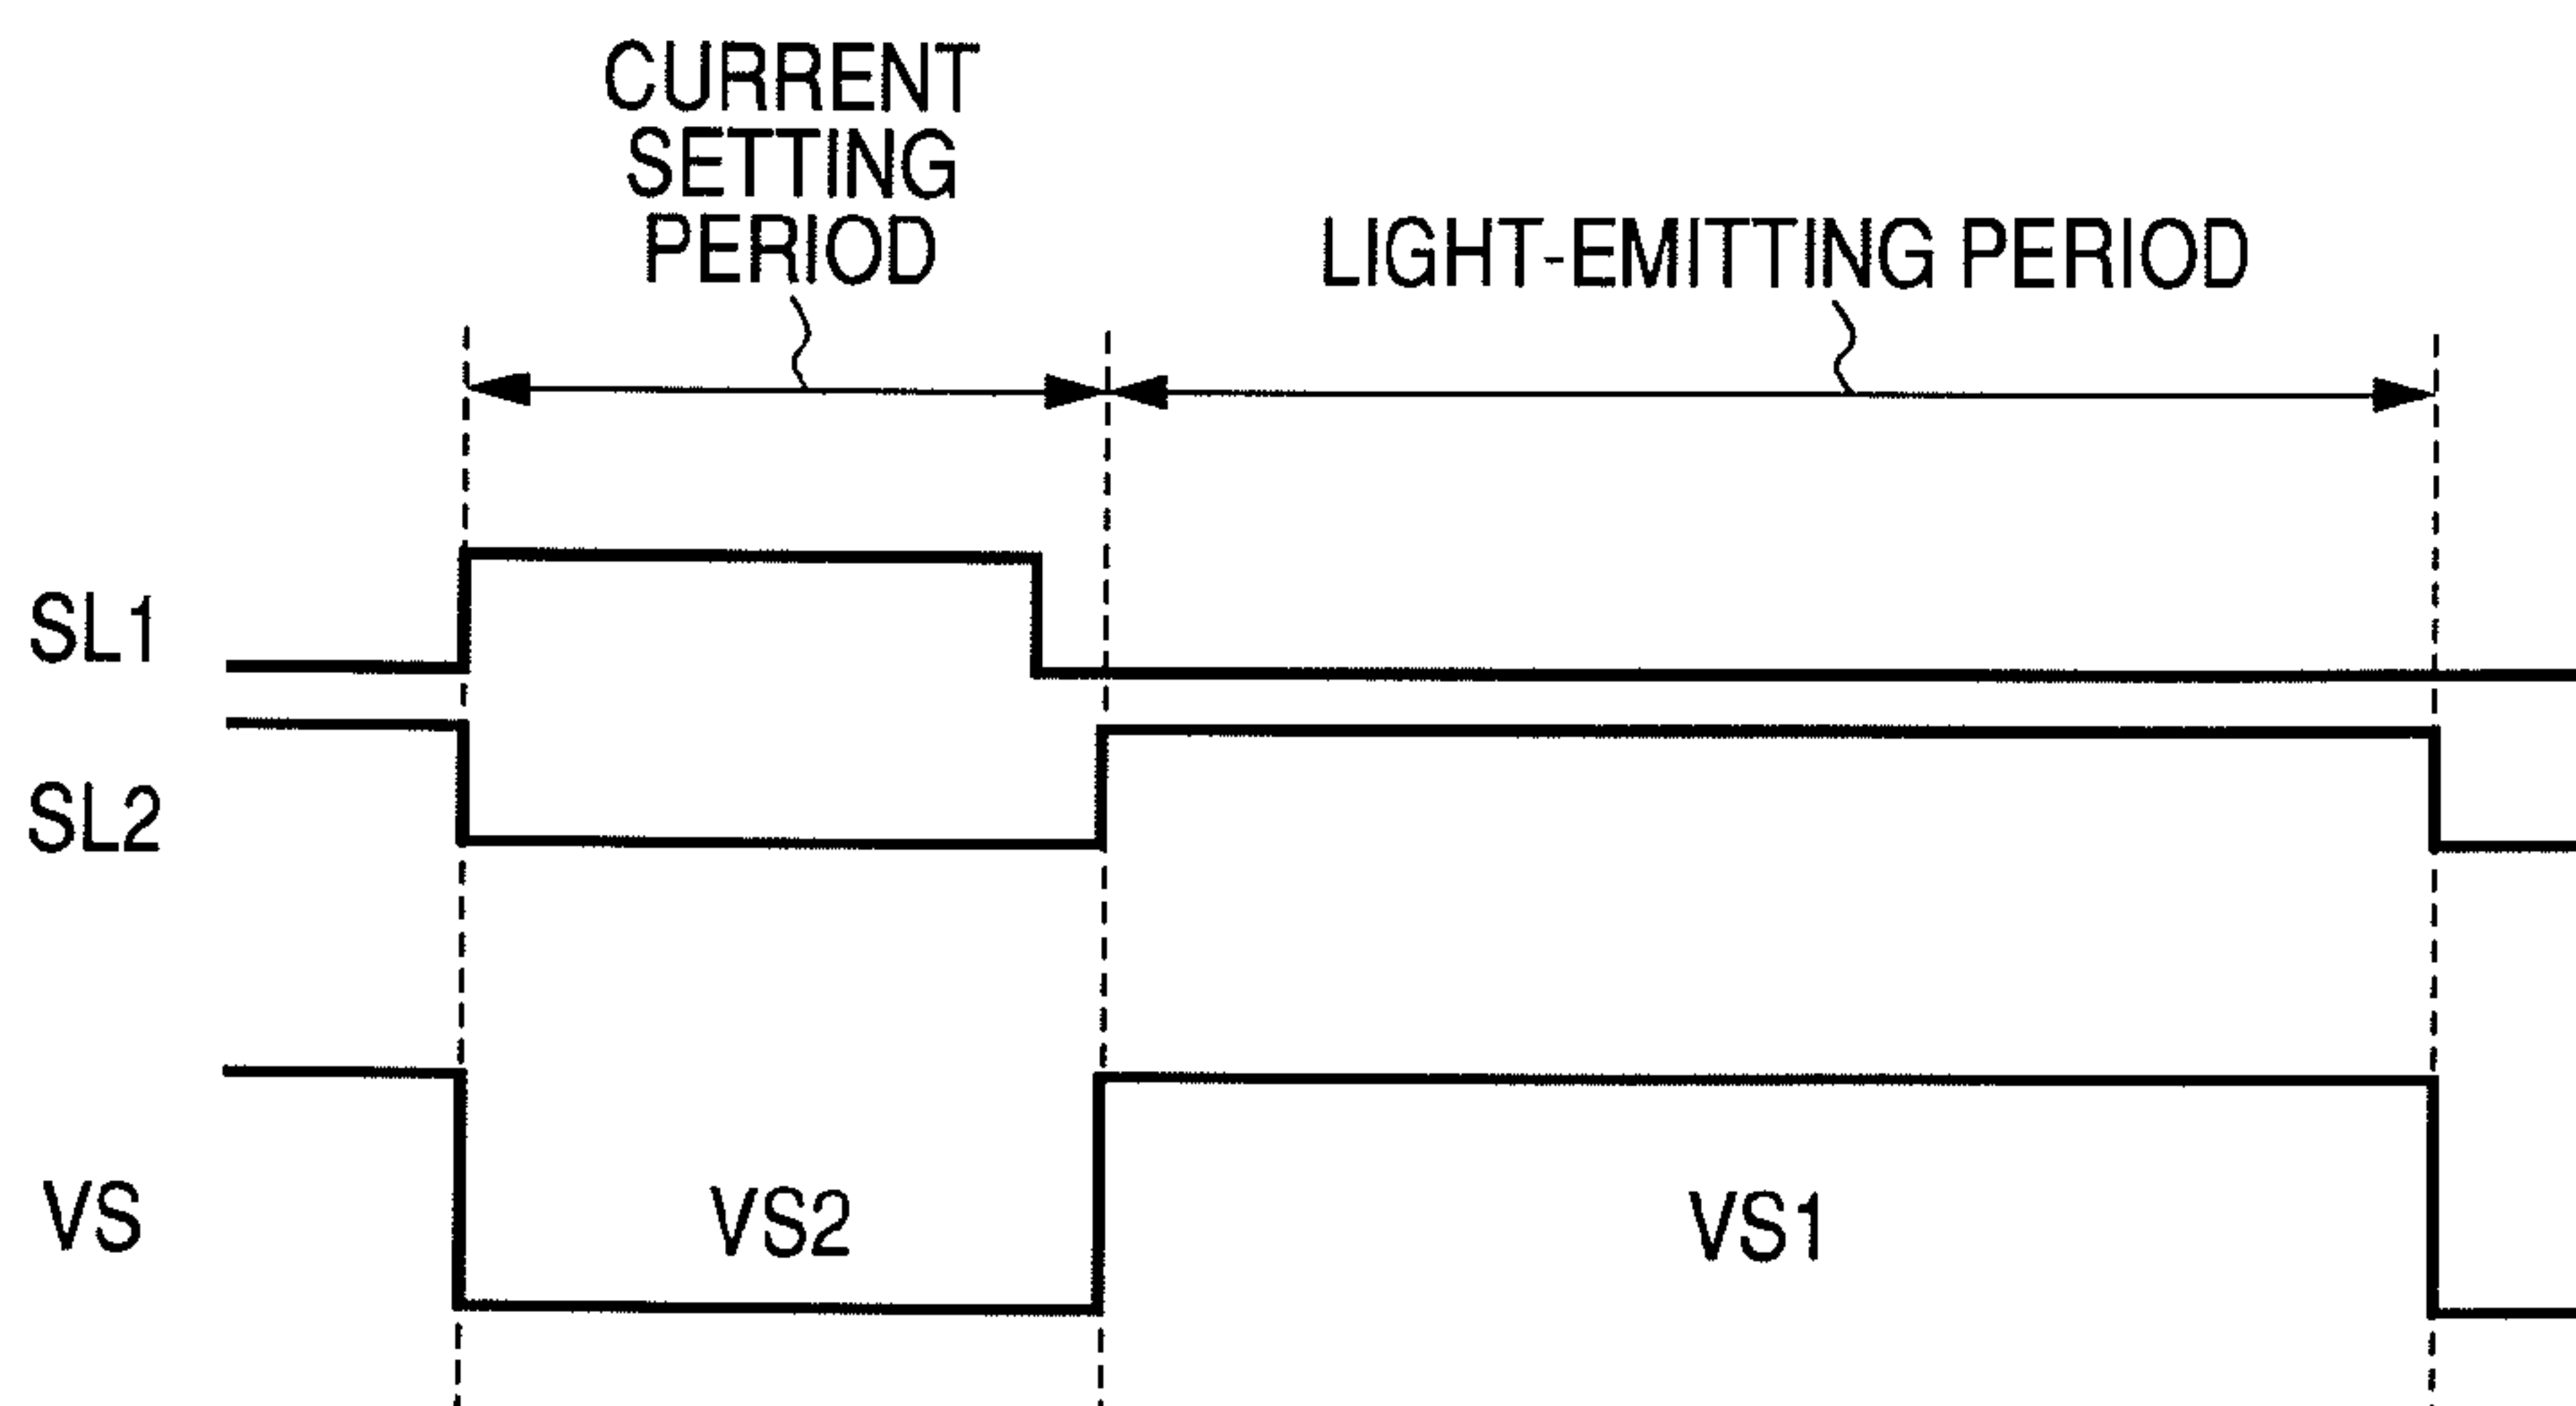 CURRENT
SETTING
PERIOD
LIGHT-EMITTING PERIOD
SL1
SL2
VS
VS2
VS1